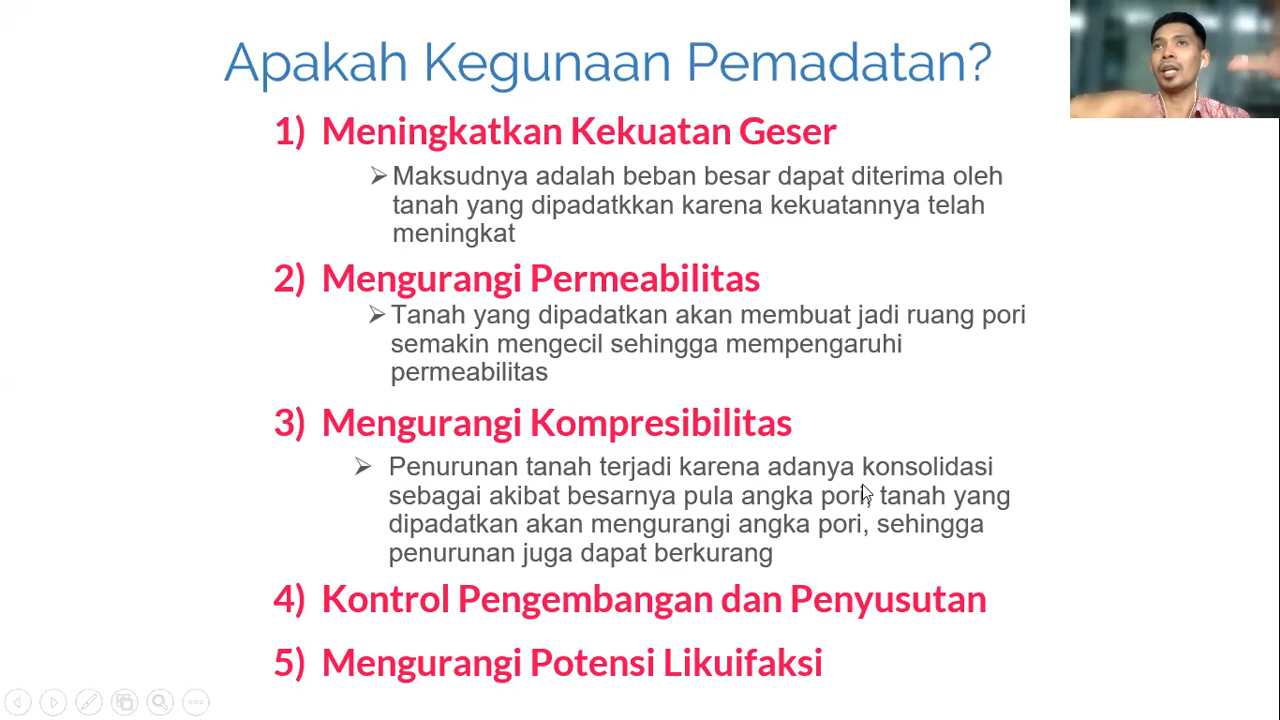 Apakah Kegunaan Pemadatan?
1) Meningkatkan Kekuatan Geser
Maksudnya adalah beban besar dapat diterima oleh
tanah yang dipadatkkan karena kekuatannya telah
meningkat
2) Mengurangi Permeabilitas
Tanah yang dipadatkan akan membuat jadi ruang pori
semakin mengecil sehingga mempengaruhi
permeabilitas
3) Mengurangi Kompresibilitas
Penurunan tanah terjadi karena adanya konsolidasi
sebagai akibat besarnya pula angka pori, tanah yang
dipadatkan akan mengurangi angka pori, sehingga
penurunan juga dapat berkurang
4) Kontrol Pengembangan dan Penyusutan
5) Mengurangi Potensi Likuifaksi